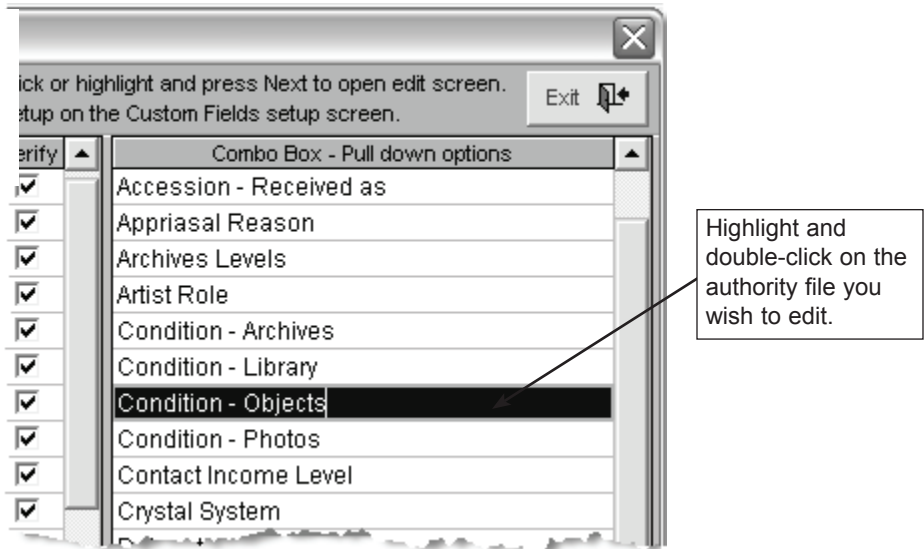 ick or highlight and press Next to open edit screen.
etup on the Custom Fields setup screen.
Exit
erify
Combo Box - Pull down options
Accession - Received as
Appriasal Reason
Archives Levels
Artist Role
Condition - Archives
Condition - Library
Condition - Objects
Condition - Photos
Contact Income Level
Crystal System
Highlight and
double-click on the
authority file you
wish to edit.